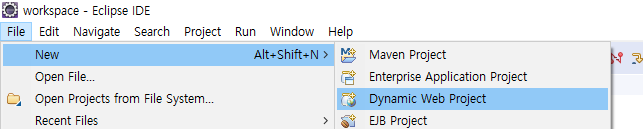 workspace - Eclipse IDE
File Edit Navigate Search Project Run Window Help
New Alt+Shift+N > Maven Project
Open File... Enterprise Application Project
Open Projects from File System... Dynamic Web Project
Recent Files > EJB Project